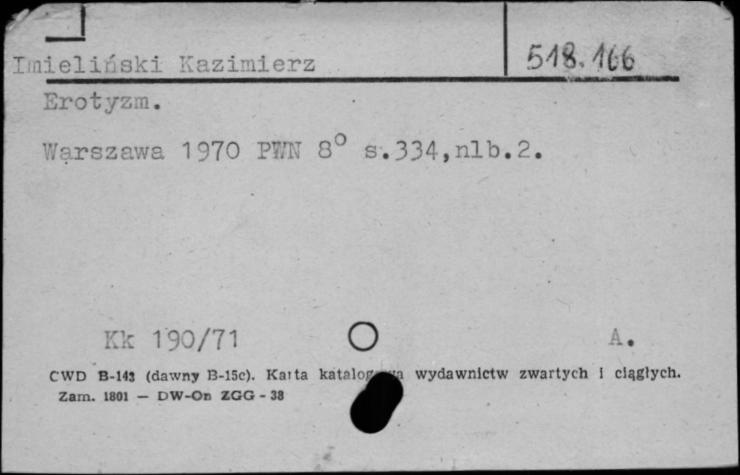 Imieliński Kazimierz 518.166
Erotyzm.
Warszawa 1970 PWN 8° s.334,nlb.2.
Kk 190/71 A.
CWD B-143 (dawny B-15c). Karta katalogowa wydawnictw zwartych i ciągłych.
Zam. 1801 — DW-On ZGG - 38